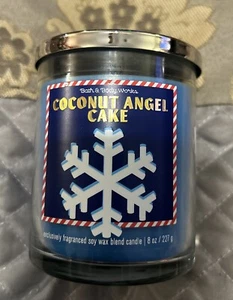 Bath & Body Works
COCONUT ANGEL
CAKE
exclusively fragranced soy wax blend candle | 8 oz / 227 g